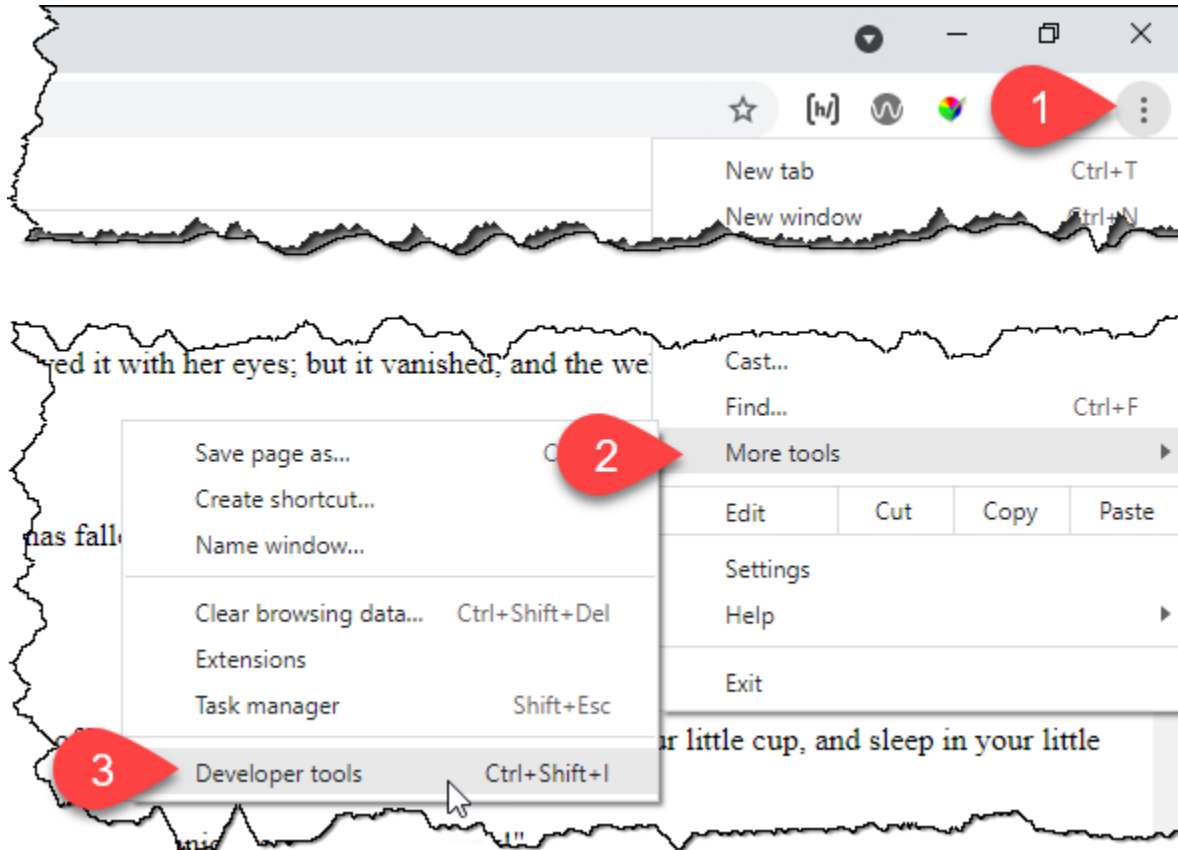 1
[h/]
New tab Ctrl+T
New window Ctrl+N
it with her eyes; but it vanished, and the
Cast...
Find... Ctrl+F
2
More tools
Save page as...
Create shortcut...
Edit Cut Copy Paste
has
Name window...
Settings
Clear browsing data... Ctrl+Shift+Del
Help
Extensions
Exit
Task manager Shift+Esc
little cup, and sleep in your little
3
Developer tools Ctrl+Shift+I